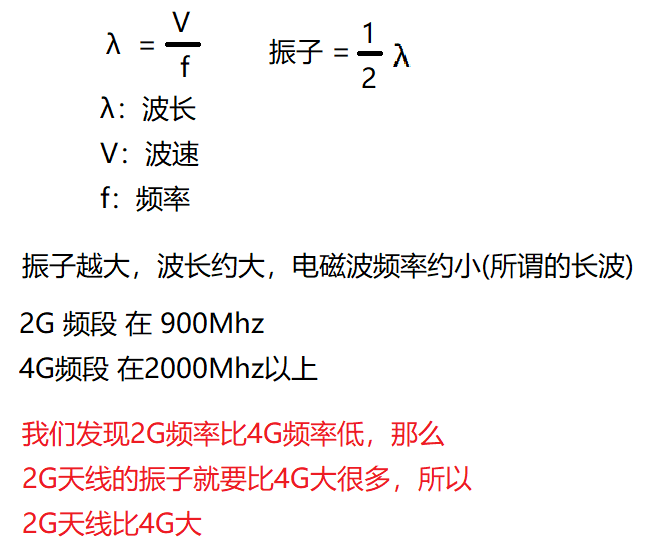 λ = V/f 振子 = 1/2 λ
λ：波长
V：波速
f：频率
振子越大，波长约大，电磁波频率约小(所谓的长波)
2G 频段 在 900Mhz
4G频段 在2000Mhz以上
我们发现2G频率比4G频率低，那么
2G天线的振子就要比4G大很多，所以
2G天线比4G大